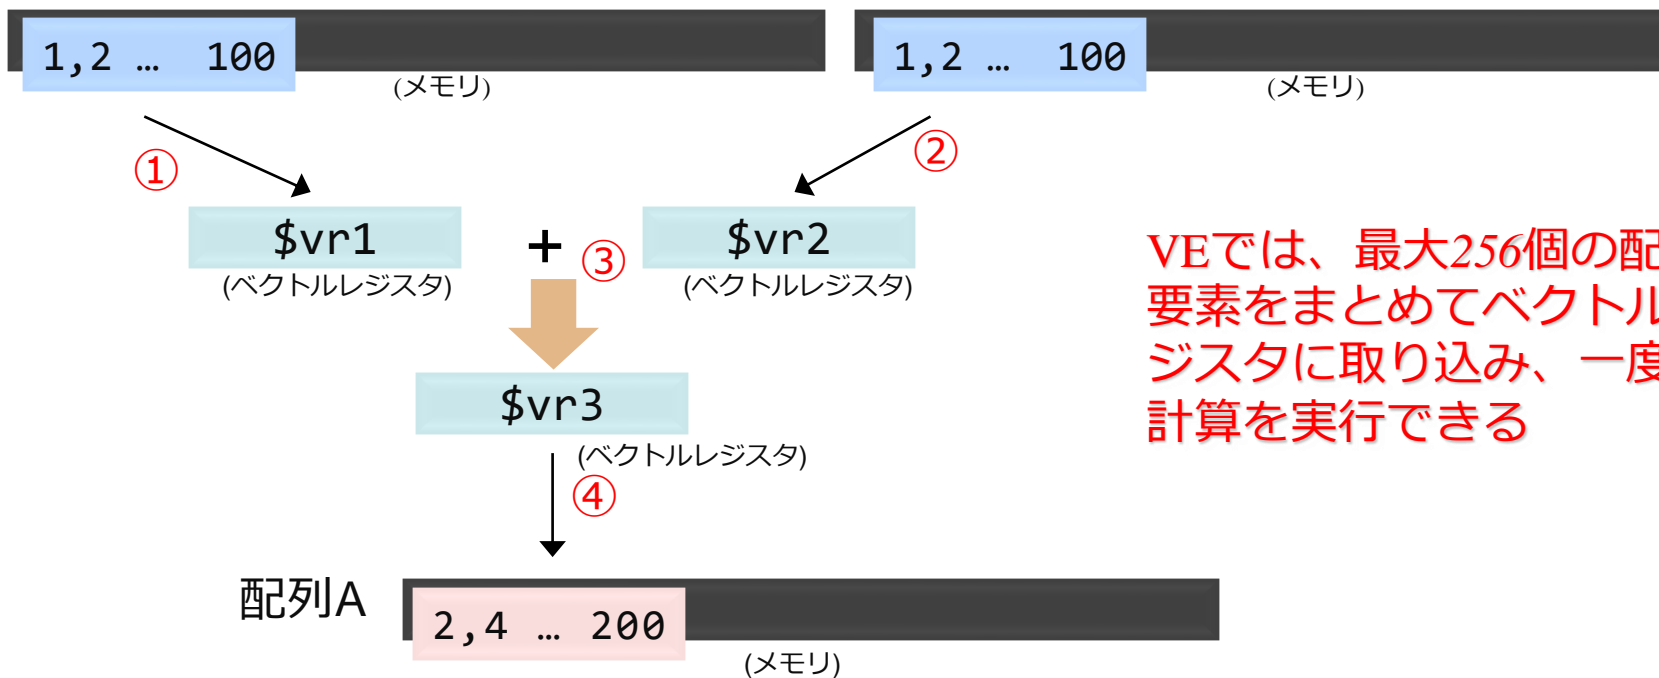 1,2 … 100
1,2 … 100
(メモリ)
(メモリ)
①
②
$vr1
+
③
$vr2
(ベクトルレジスタ)
(ベクトルレジスタ)
VEでは、最大256個の配
要素をまとめてベクトル
ジスタに取り込み、一度
計算を実行できる
$vr3
(ベクトルレジスタ)
④
配列A
2,4 … 200
(メモリ)